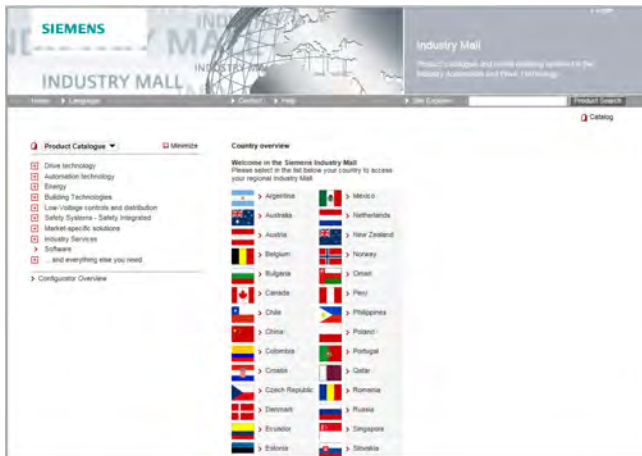 SIEMENS
INDUSTRY MALL
Industry Mall
Home
Language
Contact
Help
Site Explorer
Product Search
Catalog
Product Catalogue
Minimize
Drive technology
Automation technology
Energy
Building Technologies
Low-Voltage controls and distribution
Safety Systems - Safety Integrated
Market-specific solutions
Industry Services
Software
... and everything else you need
Configurator Overview
Country overview
Welcome in the Siemens Industry Mall
Please select in the list below your country to access
your regional Industry Mall
Argentina
Mexico
Australia
Netherlands
Austria
New Zealand
Belgium
Norway
Bulgaria
Oman
Canada
Peru
Chile
Philippines
China
Poland
Colombia
Portugal
Croatia
Qatar
Czech Republic
Romania
Denmark
Russia
Ecuador
Singapore
Estonia
Slovakia